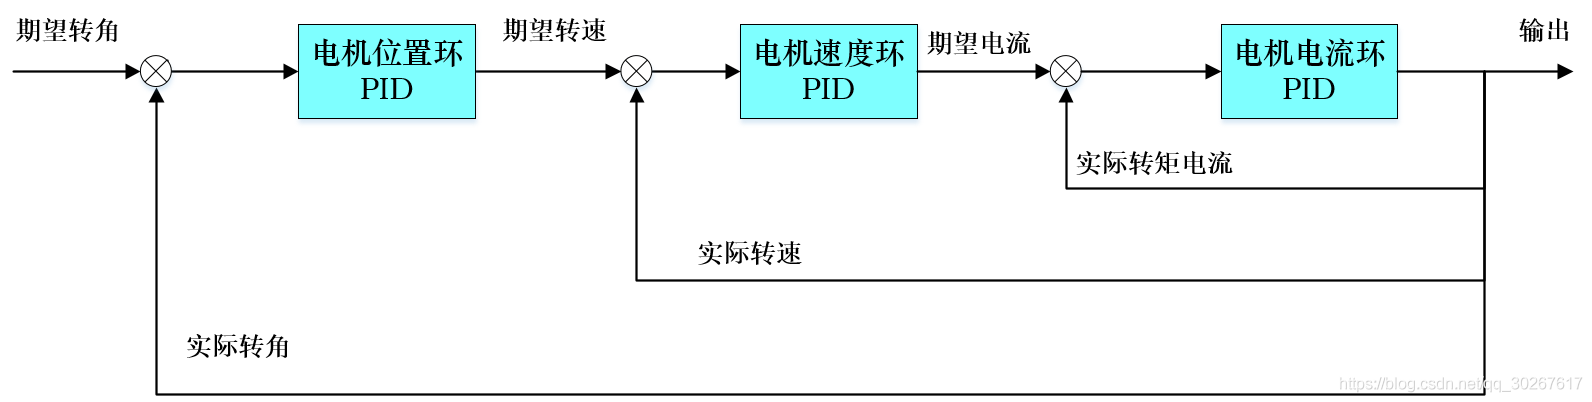 期望转角
电机位置环
PID
期望转速
电机速度环
PID
期望电流
电机电流环
PID
输出
实际转矩电流
实际转速
实际转角
https://blog.csdn.net/qq_30267617